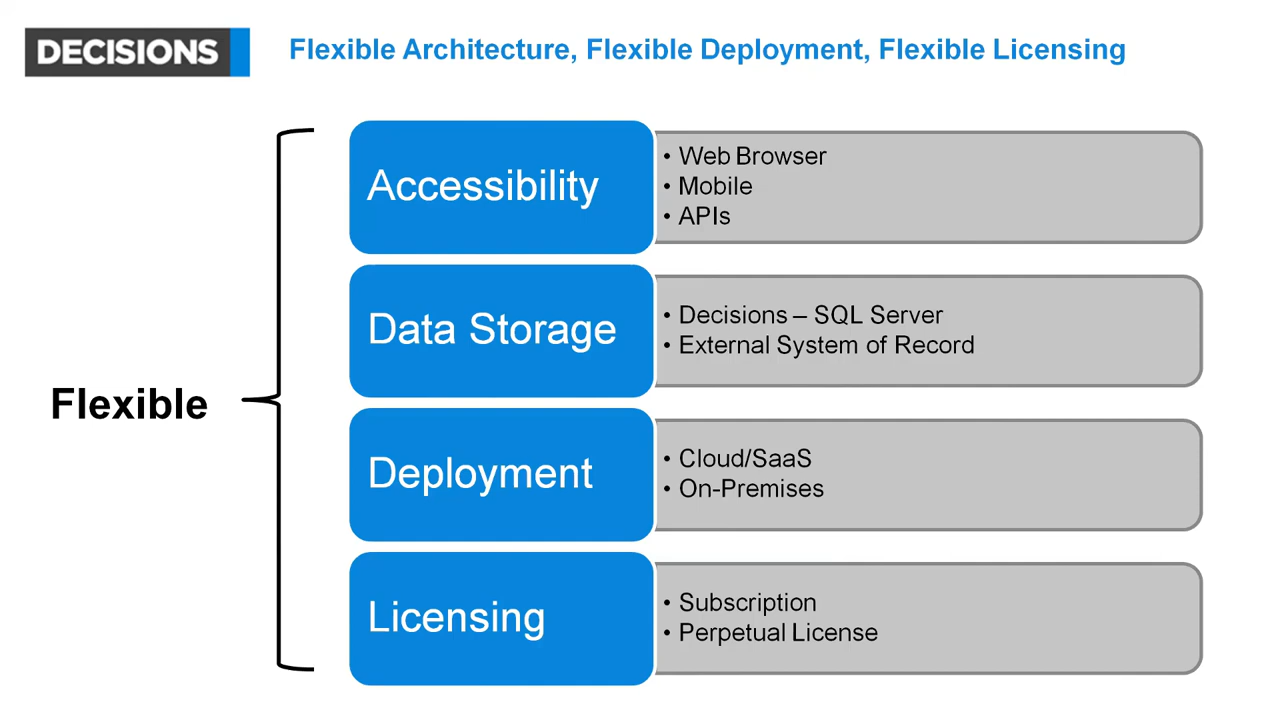 DECISIONS
Flexible Architecture, Flexible Deployment, Flexible Licensing
Flexible
Accessibility
• Web Browser
• Mobile
• APIs
Data Storage
• Decisions – SQL Server
• External System of Record
Deployment
• Cloud/SaaS
• On-Premises
Licensing
• Subscription
• Perpetual License